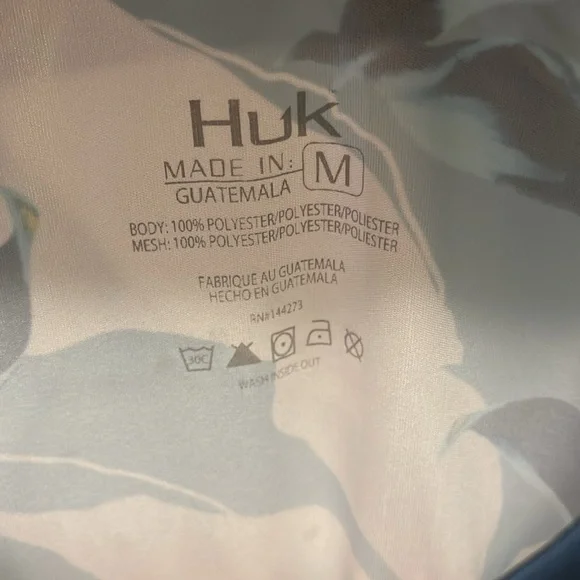 Huk
MADE IN: M
GUATEMALA
BODY: 100% POLYESTER/POLYESTER/POLIESTER
MESH: 100% POLYESTER/POLYESTER/POLIESTER
FABRIQUE AU GUATEMALA
HECHO EN GUATEMALA
RN#144273
30C
WASH INSIDE OUT